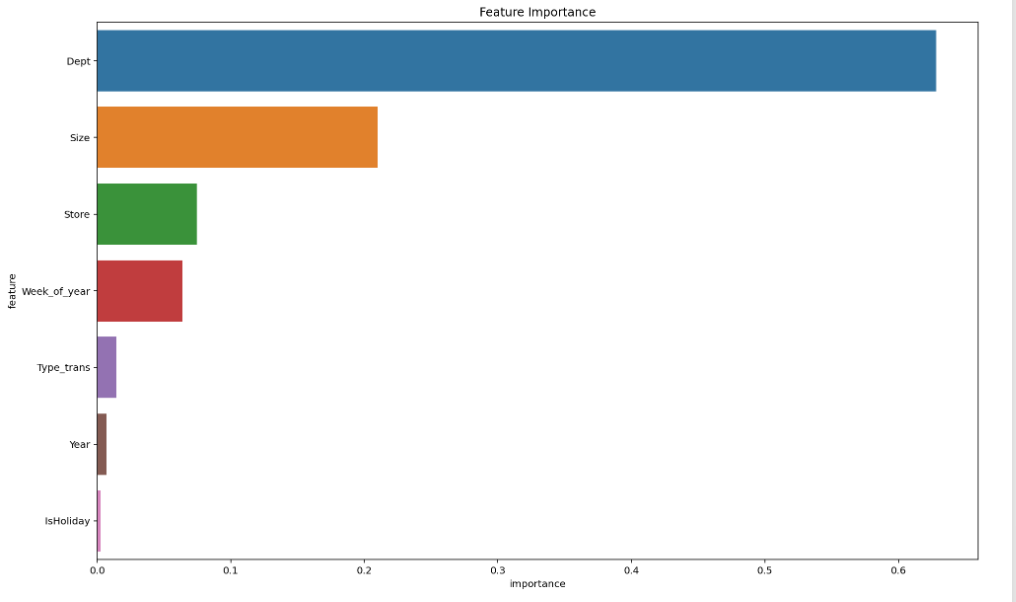 Feature Importance
Dept
Size
Store
Week_of_year
Type_trans
Year
IsHoliday
feature
0.0 0.1 0.2 0.3 0.4 0.5 0.6
importance